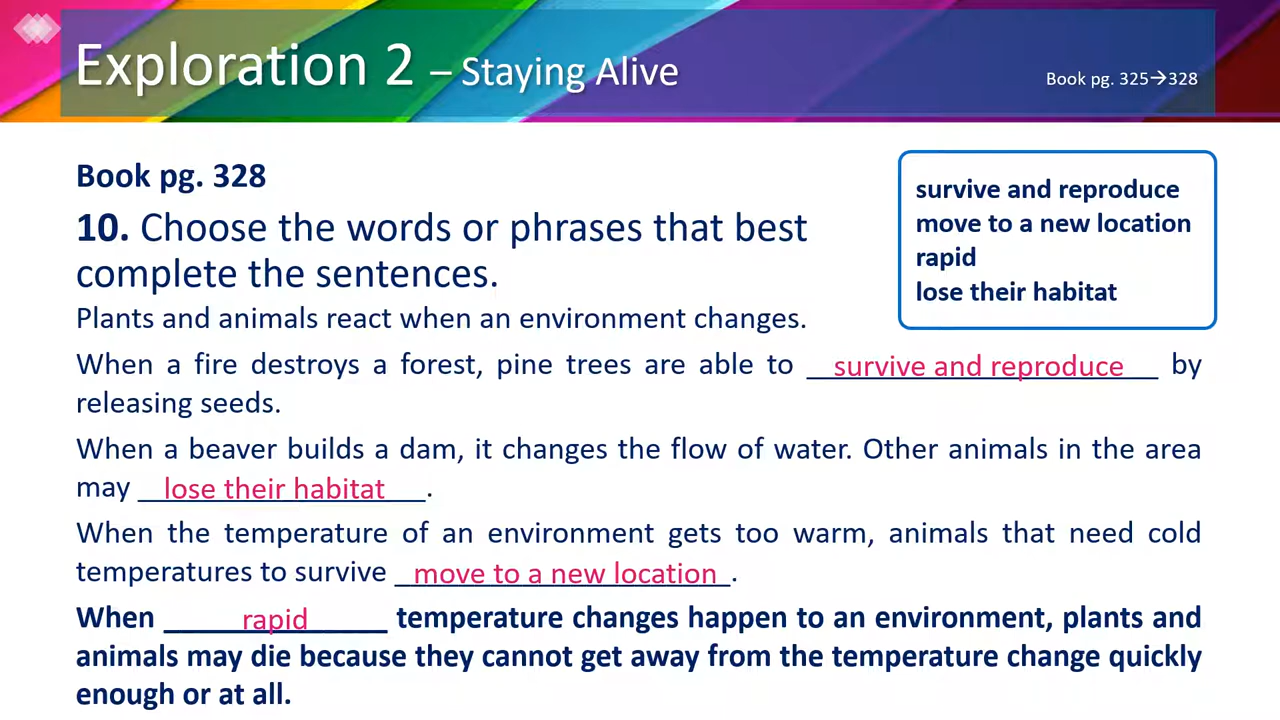 Exploration 2 – Staying Alive
Book pg. 325→328
Book pg. 328
survive and reproduce
move to a new location
rapid
lose their habitat
10. Choose the words or phrases that best
complete the sentences.
Plants and animals react when an environment changes.
When a fire destroys a forest, pine trees are able to survive and reproduce by
releasing seeds.
When a beaver builds a dam, it changes the flow of water. Other animals in the area
may lose their habitat.
When the temperature of an environment gets too warm, animals that need cold
temperatures to survive move to a new location.
When rapid temperature changes happen to an environment, plants and
animals may die because they cannot get away from the temperature change quickly
enough or at all.